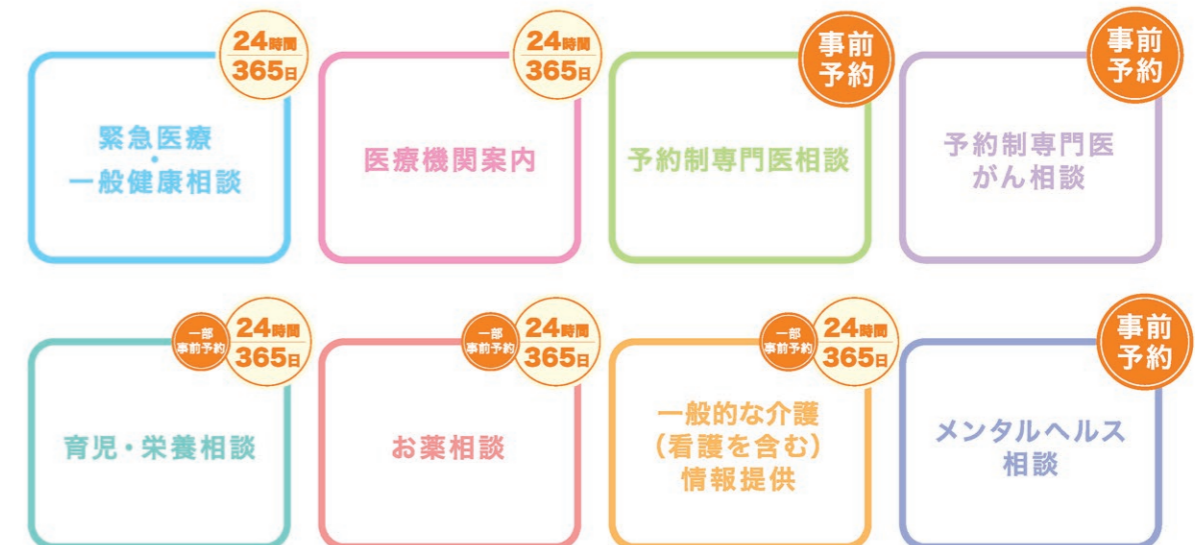 24時間
365日
緊急医療
・
一般健康相談
24時間
365日
医療機関案内
事前
予約
予約制専門医相談
事前
予約
予約制専門医
がん相談
一部
事前予約
24時間
365日
育児・栄養相談
一部
事前予約
24時間
365日
お薬相談
一部
事前予約
24時間
365日
一般的な介護
（看護を含む）
情報提供
事前
予約
メンタルヘルス
相談